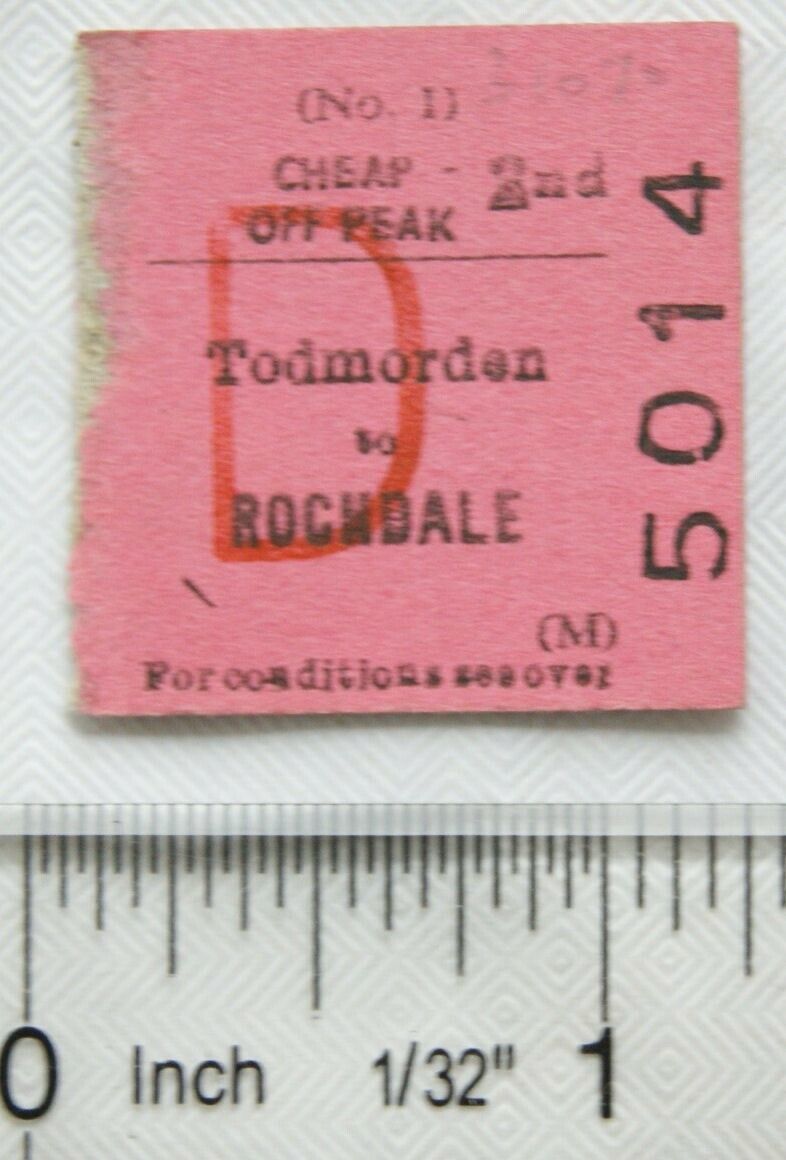 (No. 1)
CHEAP - 2nd
OFF PEAK
D
Todmorden
to
ROCHDALE
(M)
For conditions see over
5014
0 Inch 1/32" 1